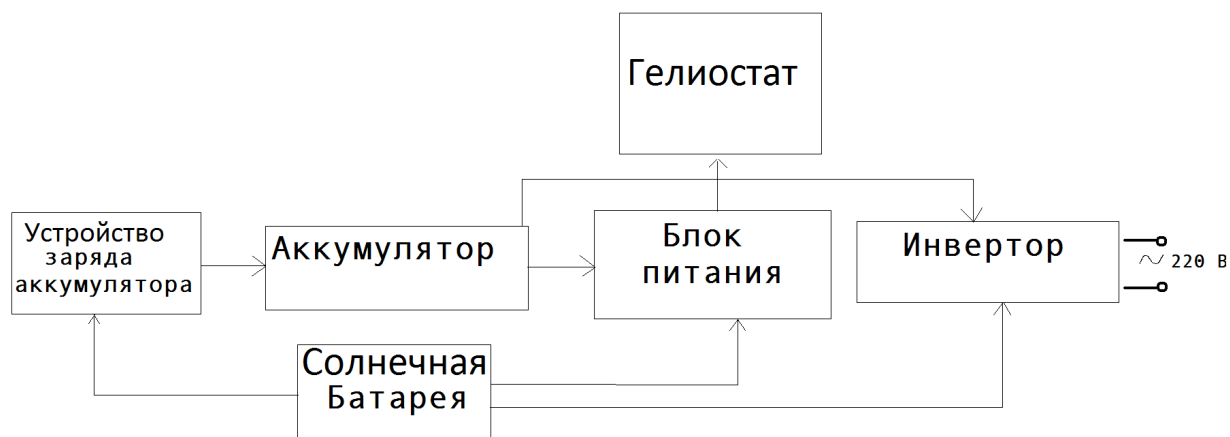 Гелиостат
Устройство
заряда
аккумулятора
Аккумулятор
Блок
питания
Инвертор
220 В
Солнечная
Батарея